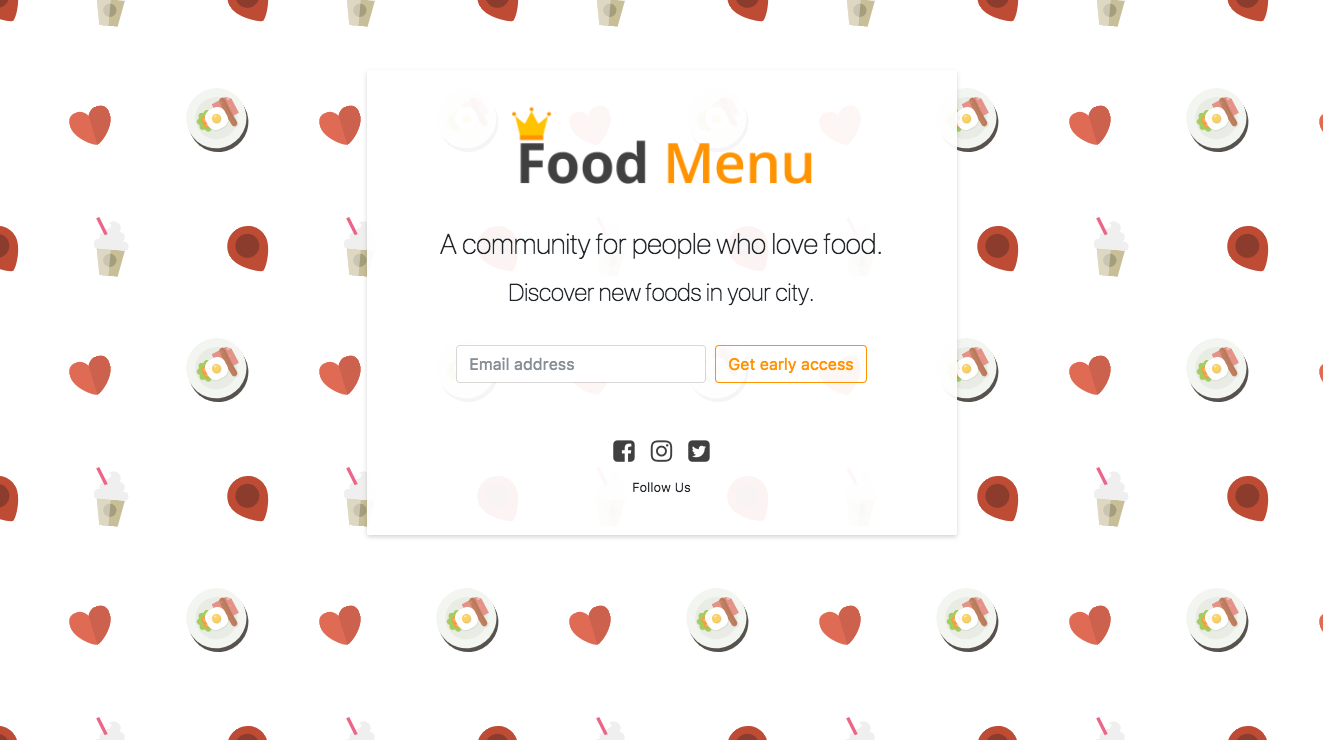 Food Menu
A community for people who love food.
Discover new foods in your city.
Email address
Get early access
Follow Us